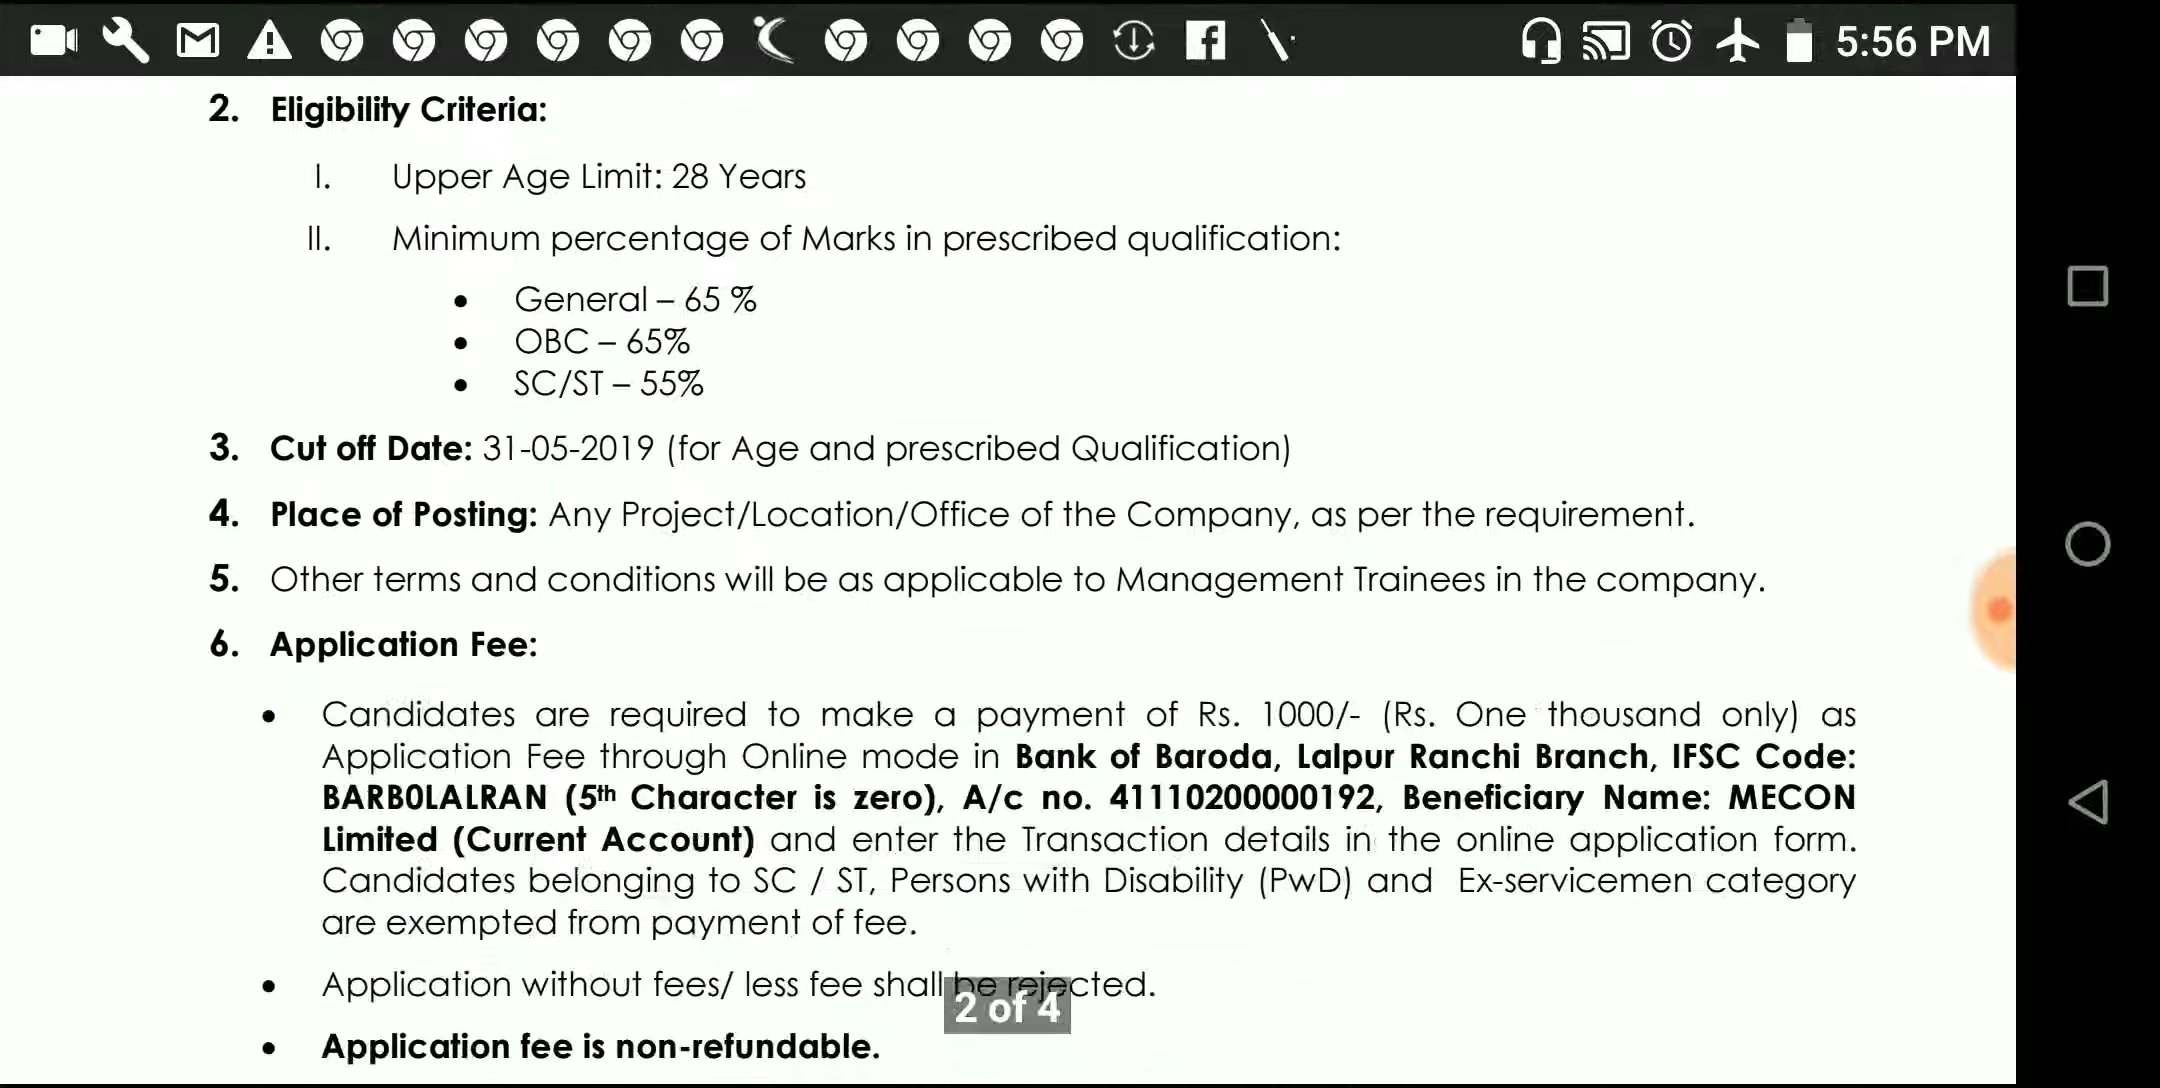 5:56 PM
2. Eligibility Criteria:
I. Upper Age Limit: 28 Years
II. Minimum percentage of Marks in prescribed qualification:
• General – 65 %
• OBC – 65%
• SC/ST – 55%
3. Cut off Date: 31-05-2019 (for Age and prescribed Qualification)
4. Place of Posting: Any Project/Location/Office of the Company, as per the requirement.
5. Other terms and conditions will be as applicable to Management Trainees in the company.
6. Application Fee:
• Candidates are required to make a payment of Rs. 1000/- (Rs. One thousand only) as
Application Fee through Online mode in Bank of Baroda, Lalpur Ranchi Branch, IFSC Code:
BARB0LALRAN (5th Character is zero), A/c no. 41110200000192, Beneficiary Name: MECON
Limited (Current Account) and enter the Transaction details in the online application form.
Candidates belonging to SC / ST, Persons with Disability (PwD) and Ex-servicemen category
are exempted from payment of fee.
• Application without fees/ less fee shall be rejected.
2 of 4
• Application fee is non-refundable.